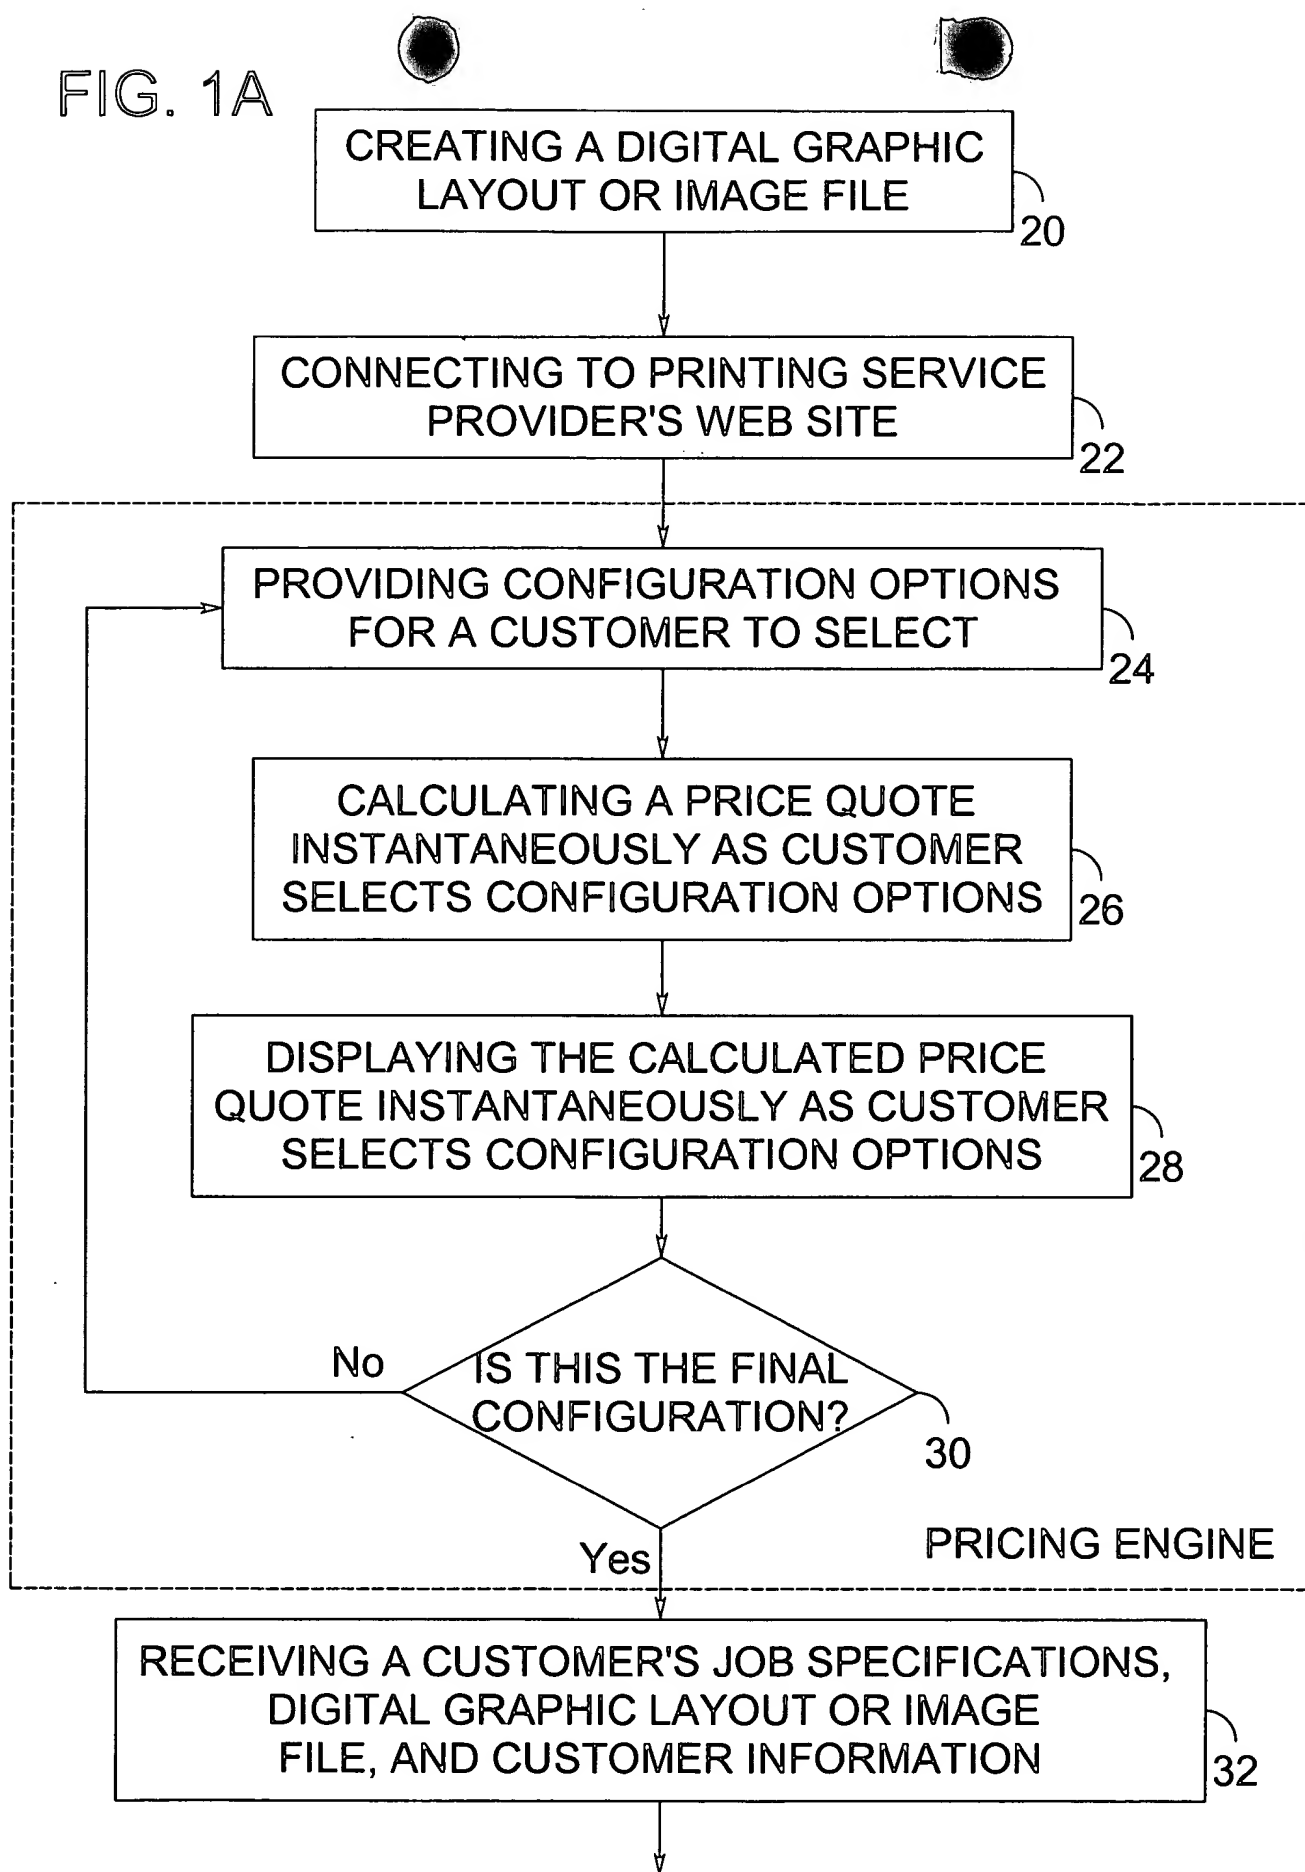 FIG. 1A
CREATING A DIGITAL GRAPHIC
LAYOUT OR IMAGE FILE
20
CONNECTING TO PRINTING SERVICE
PROVIDER'S WEB SITE
22
PROVIDING CONFIGURATION OPTIONS
FOR A CUSTOMER TO SELECT
24
CALCULATING A PRICE QUOTE
INSTANTANEOUSLY AS CUSTOMER
SELECTS CONFIGURATION OPTIONS
26
DISPLAYING THE CALCULATED PRICE
QUOTE INSTANTANEOUSLY AS CUSTOMER
SELECTS CONFIGURATION OPTIONS
28
No
IS THIS THE FINAL
CONFIGURATION?
30
Yes
PRICING ENGINE
RECEIVING A CUSTOMER'S JOB SPECIFICATIONS,
DIGITAL GRAPHIC LAYOUT OR IMAGE
FILE, AND CUSTOMER INFORMATION
32